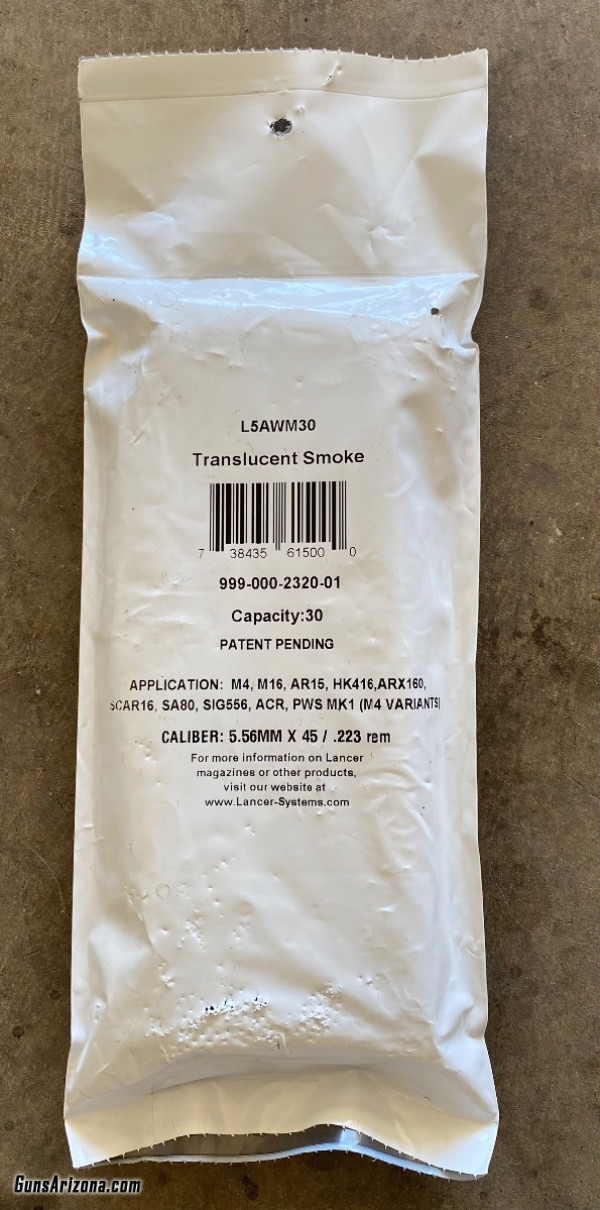 L5AWM30
Translucent Smoke
7 38435 61500 0
999-000-2320-01
Capacity:30
PATENT PENDING
APPLICATION: M4, M16, AR15, HK416,ARX160,
SCAR16, SA80, SIG556, ACR, PWS MK1 (M4 VARIANTS)
CALIBER: 5.56MM X 45 / .223 rem
For more information on Lancer
magazines or other products,
visit our website at
www.Lancer-Systems.com
GunsArizona.com